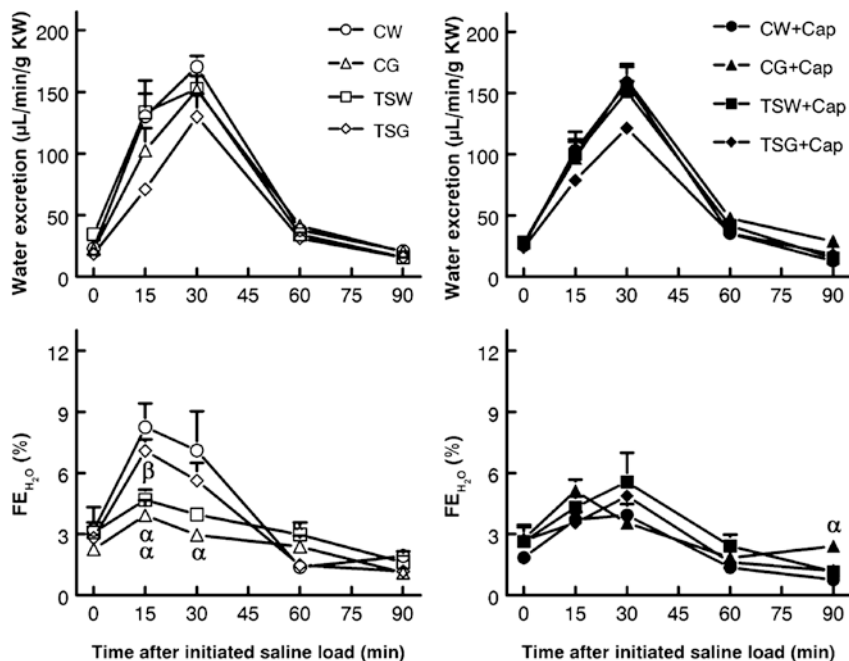 Water excretion (μL/min/g KW)
200
150
100
50
0
0 15 30 45 60 75 90
CW
CG
TSW
TSG
Water excretion (μL/min/g KW)
200
150
100
50
0
0 15 30 45 60 75 90
CW+Cap
CG+Cap
TSW+Cap
TSG+Cap
FE H₂O (%)
12
9
6
3
0
β
α
α
α
0 15 30 45 60 75 90
Time after initiated saline load (min)
FE H₂O (%)
12
9
6
3
0
α
0 15 30 45 60 75 90
Time after initiated saline load (min)